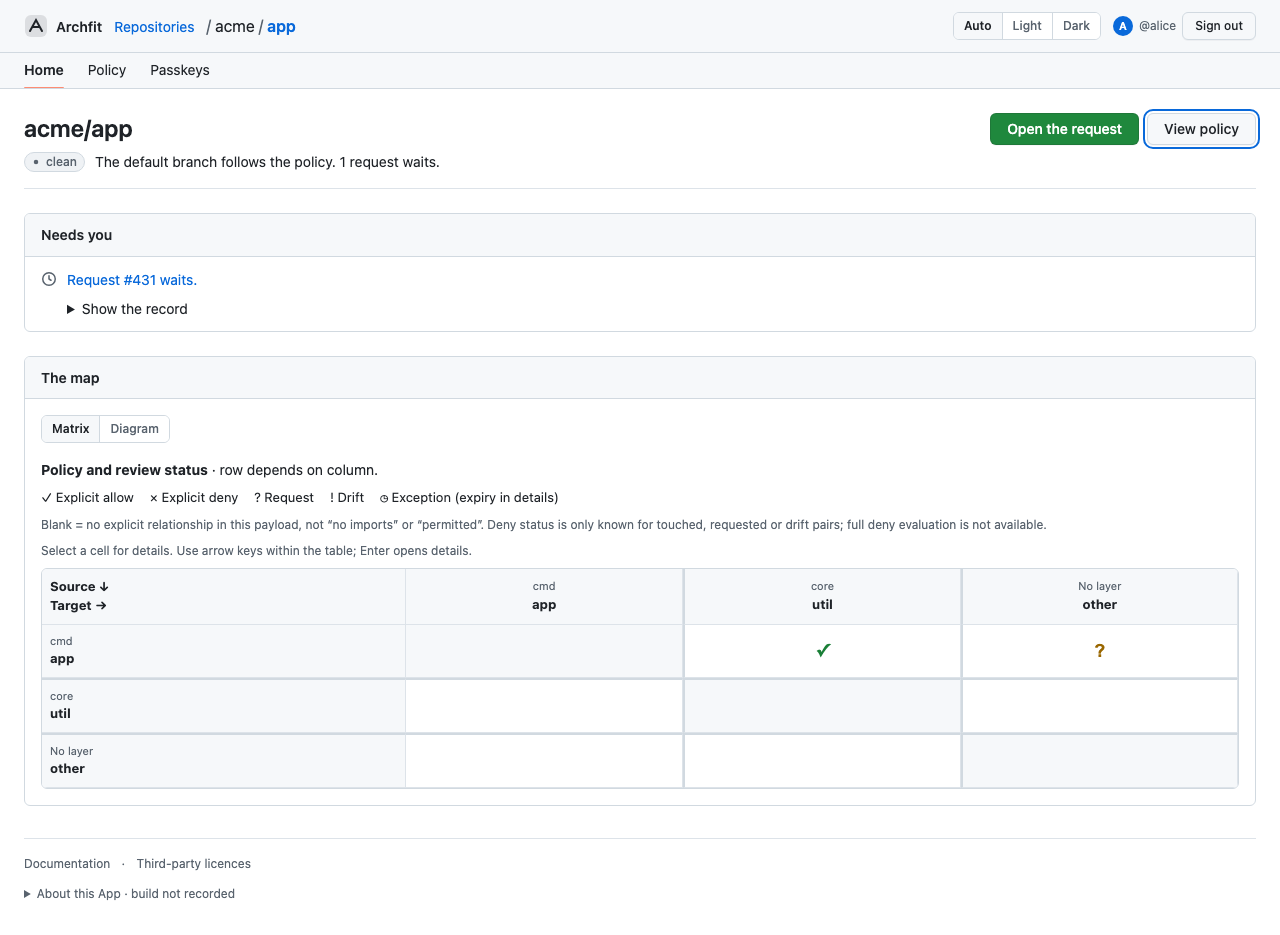 Archfit Repositories / acme / app
Auto Light Dark A @alice Sign out
Home Policy Passkeys
acme/app
Open the request View policy
• clean The default branch follows the policy. 1 request waits.
Needs you
Request #431 waits.
▶ Show the record
The map
Matrix Diagram
Policy and review status · row depends on column.
✓ Explicit allow × Explicit deny ? Request ! Drift ◷ Exception (expiry in details)
Blank = no explicit relationship in this payload, not “no imports” or “permitted”. Deny status is only known for touched, requested or drift pairs; full deny evaluation is not available.
Select a cell for details. Use arrow keys within the table; Enter opens details.
Source ↓
Target →
cmd
app
core
util
No layer
other
cmd
app
✓ ?
core
util
No layer
other
Documentation · Third-party licences
▶ About this App · build not recorded